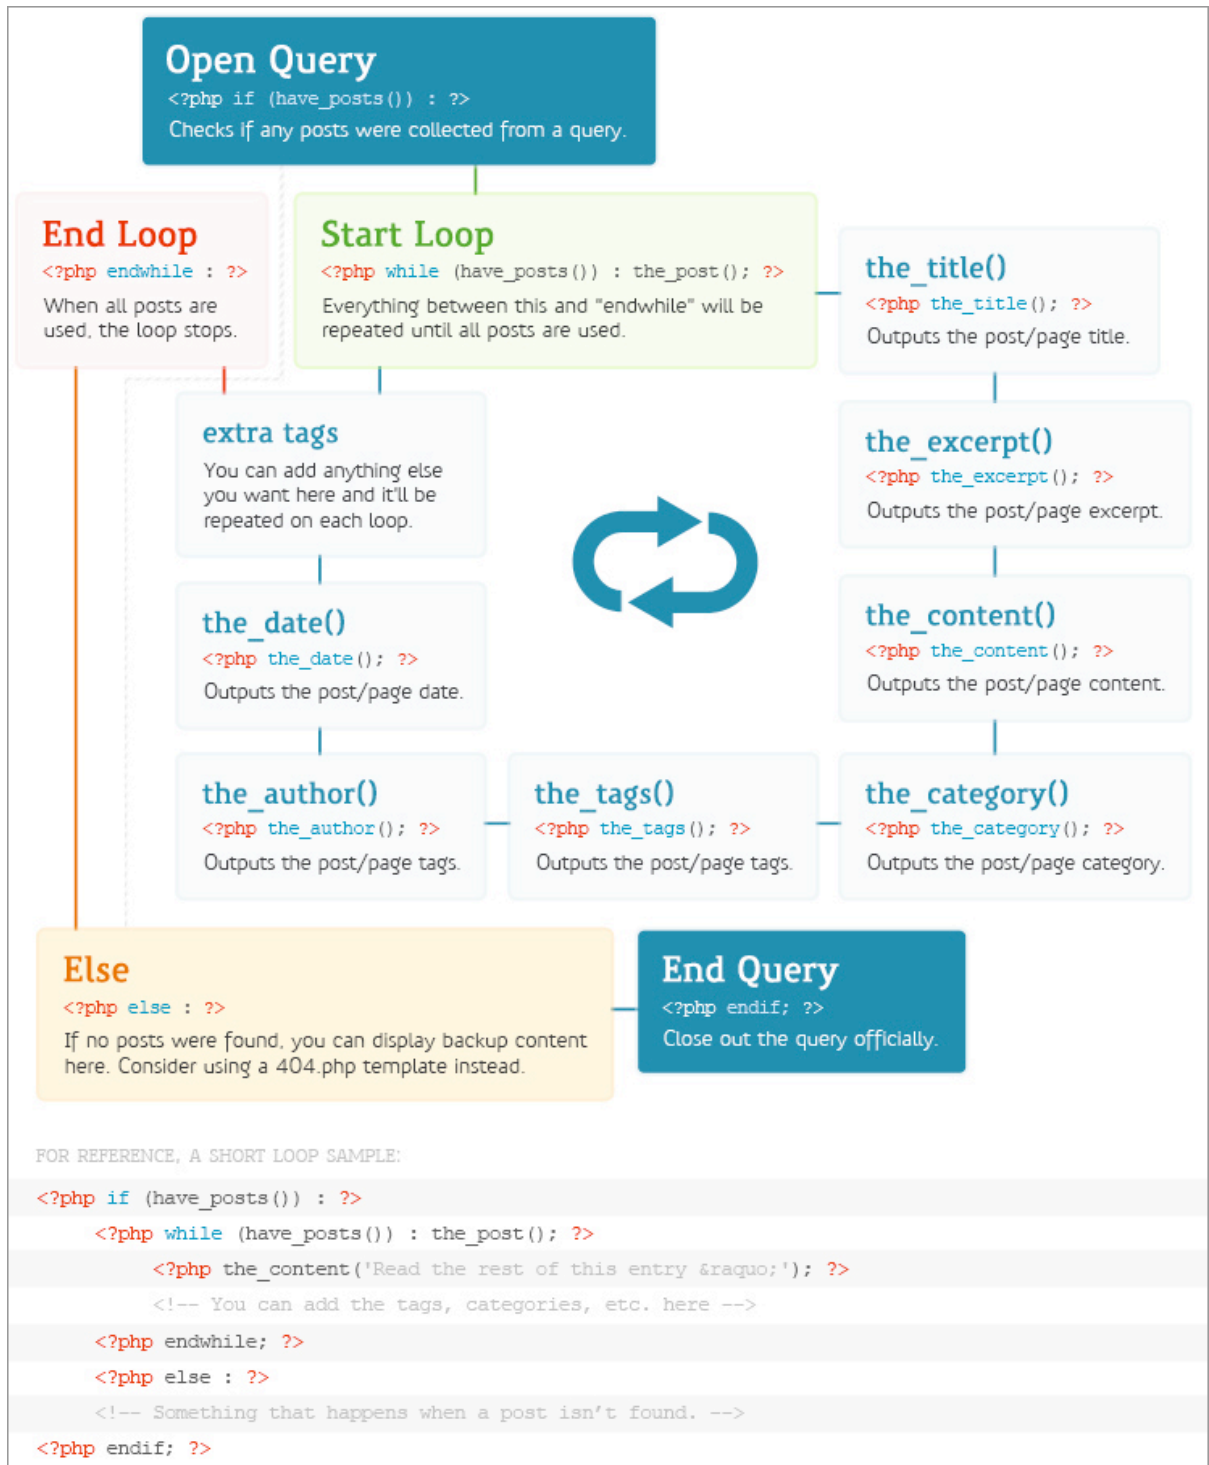 Open Query
<?php if (have_posts()) : ?>
Checks if any posts were collected from a query.
End Loop
<?php endwhile : ?>
When all posts are
used, the loop stops.
Start Loop
<?php while (have_posts()) : the_post(); ?>
Everything between this and "endwhile" will be
repeated until all posts are used.
the_title()
<?php the_title(); ?>
Outputs the post/page title.
the_excerpt()
<?php the_excerpt(); ?>
Outputs the post/page excerpt.
the_content()
<?php the_content(); ?>
Outputs the post/page content.
the_category()
<?php the_category(); ?>
Outputs the post/page category.
the_tags()
<?php the_tags(); ?>
Outputs the post/page tags.
the_author()
<?php the_author(); ?>
Outputs the post/page tags.
the_date()
<?php the_date(); ?>
Outputs the post/page date.
extra tags
You can add anything else
you want here and it'll be
repeated on each loop.
Else
<?php else : ?>
If no posts were found, you can display backup content
here. Consider using a 404.php template instead.
End Query
<?php endif; ?>
Close out the query officially.
FOR REFERENCE, A SHORT LOOP SAMPLE:
<?php if (have_posts()) : ?>
<?php while (have_posts()) : the_post(); ?>
<?php the_content('Read the rest of this entry &raquo;'); ?>
<!-- You can add the tags, categories, etc. here -->
<?php endwhile; ?>
<?php else : ?>
<!-- Something that happens when a post isn't found. -->
<?php endif; ?>